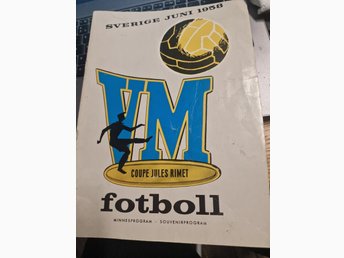 SVERIGE JUNI 1958
VM
COUPE JULES RIMET
fotboll
MINNESPROGRAM - SOUVENIRPROGRAM